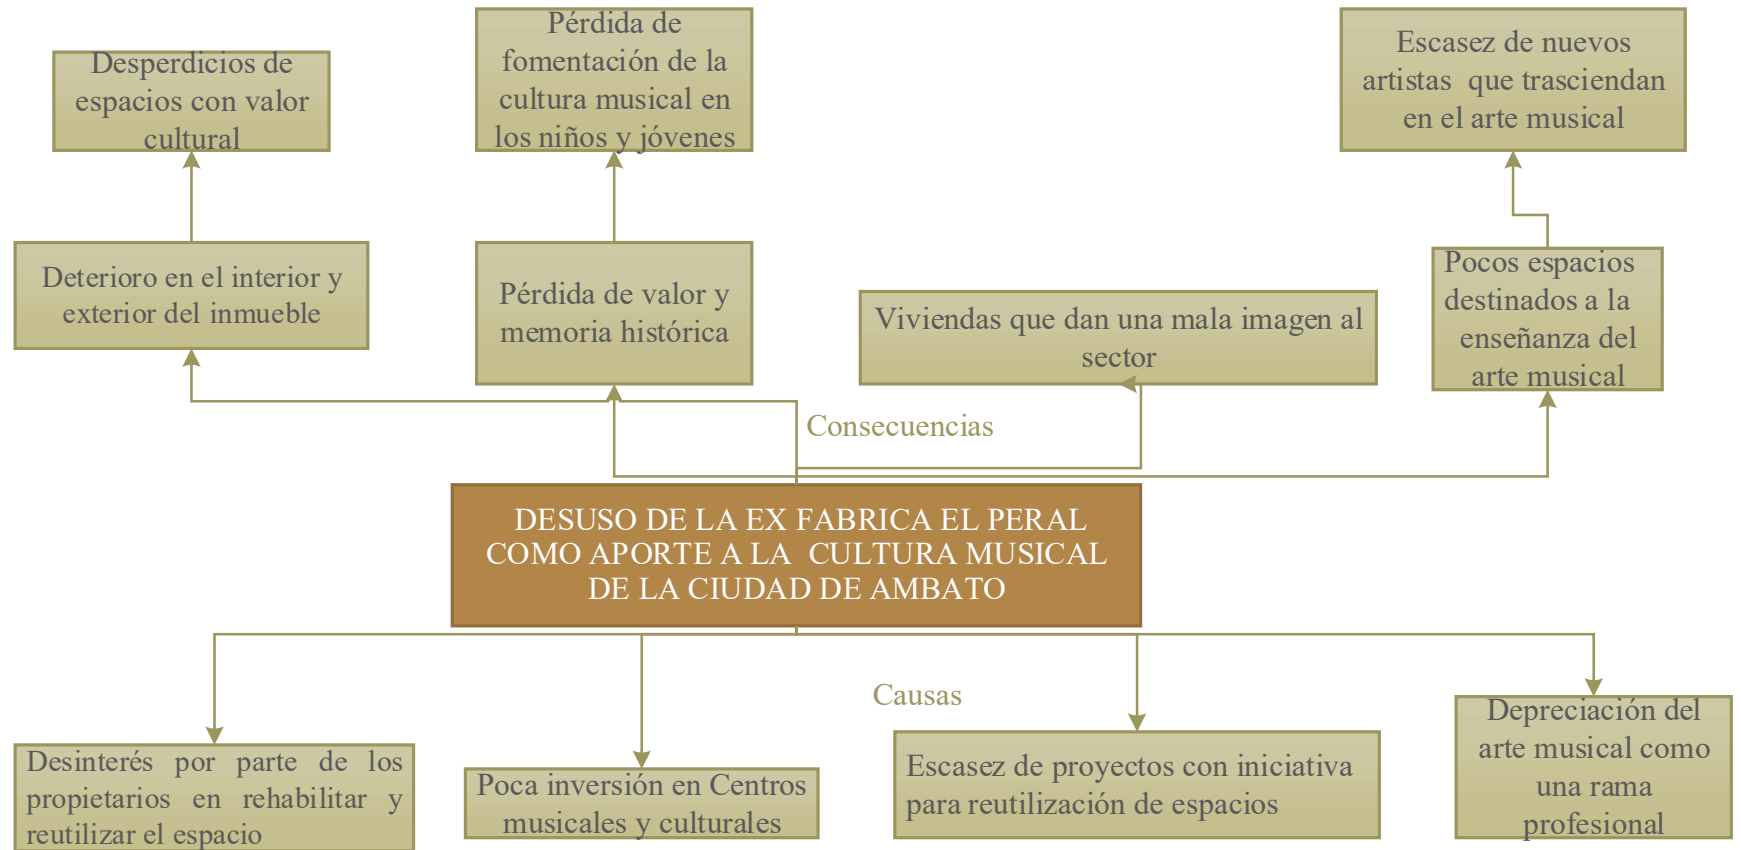 Desperdicios de
espacios con valor
cultural
Pérdida de
fomentación de la
cultura musical en
los niños y jóvenes
Escasez de nuevos
artistas que trasciendan
en el arte musical
Deterioro en el interior y
exterior del inmueble
Pérdida de valor y
memoria histórica
Viviendas que dan una mala imagen al
sector
Pocos espacios
destinados a la
enseñanza del
arte musical
Consecuencias
DESUSO DE LA EX FABRICA EL PERAL
COMO APORTE A LA CULTURA MUSICAL
DE LA CIUDAD DE AMBATO
Causas
Desinterés por parte de los
propietarios en rehabilitar y
reutilizar el espacio
Poca inversión en Centros
musicales y culturales
Escasez de proyectos con iniciativa
para reutilización de espacios
Depreciación del
arte musical como
una rama
profesional